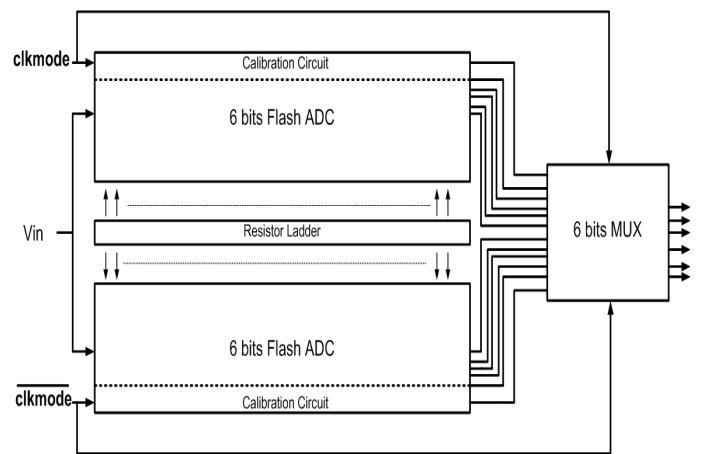 clkmode
Calibration Circuit
6 bits Flash ADC
Vin
Resistor Ladder
6 bits MUX
6 bits Flash ADC
clkmode
Calibration Circuit